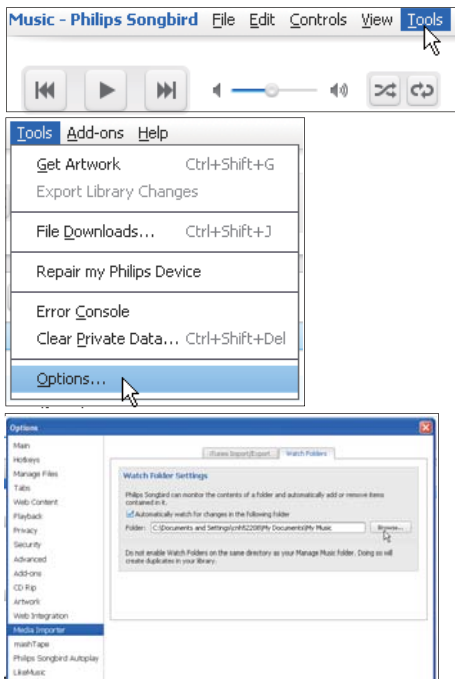 Music - Philips Songbird File Edit Controls View Tools
Tools Add-ons Help
Get Artwork Ctrl+Shift+G
Export Library Changes
File Downloads... Ctrl+Shift+J
Repair my Philips Device
Error Console
Clear Private Data... Ctrl+Shift+Del
Options...
Options
Main
Hotkeys
Manage Files
Tabs
Web Content
Playback
Privacy
Security
Advanced
Add-ons
CD Rip
Artwork
Web Integration
Media Importer
mashTape
Philips Songbird Autoplay
LikeMusic
iTunes Import/Export Watch Folders
Watch Folder Settings
Philips Songbird can monitor the contents of a folder and automatically add or remove items
contained in it.
Automatically watch for changes in the following folder
Folder: C:\Documents and Settings\ My Documents\My Music Browse...
Do not enable Watch Folders on the same directory as your Manage Music folder. Doing so will
create duplicates in your library.